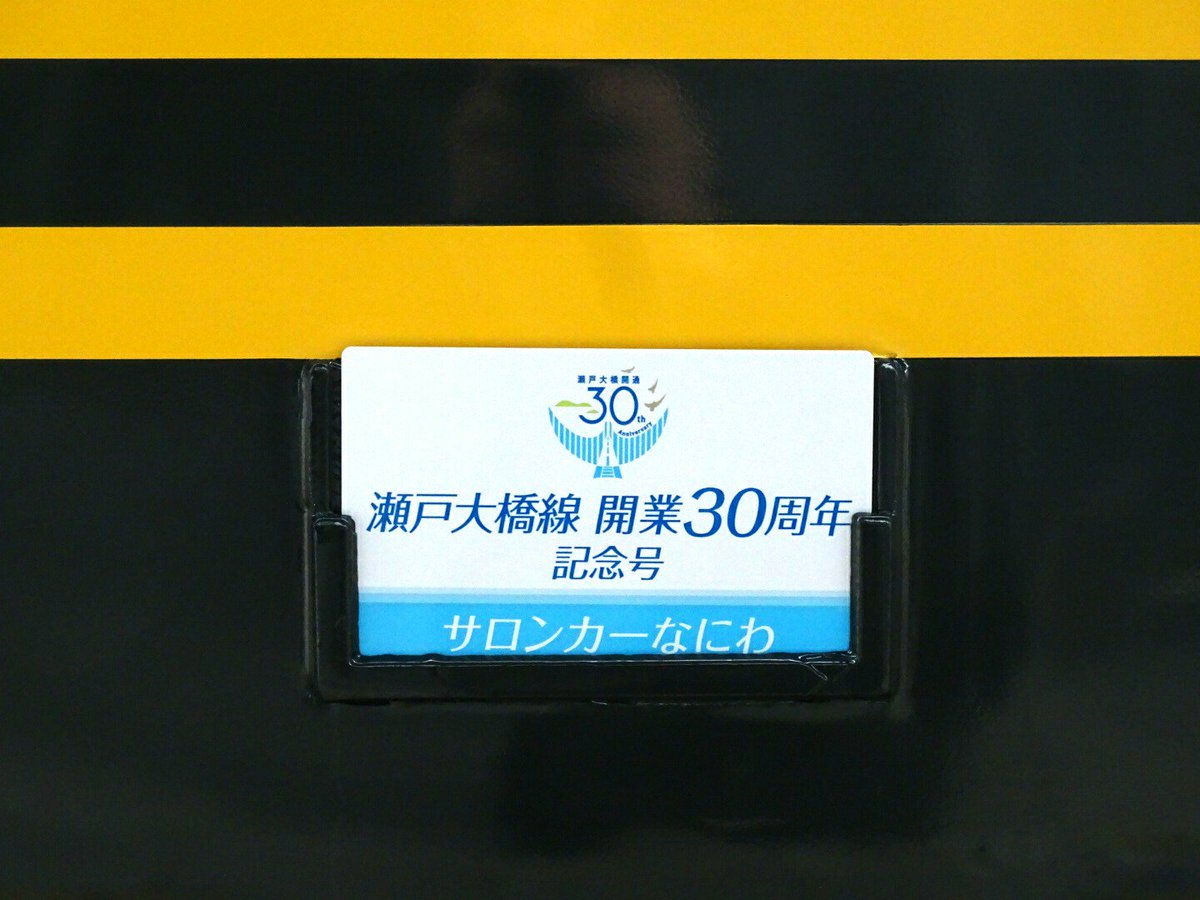 瀬戸大橋開通
30th
Anniversary
瀬戸大橋線 開業30周年
記念号
サロンカーなにわ